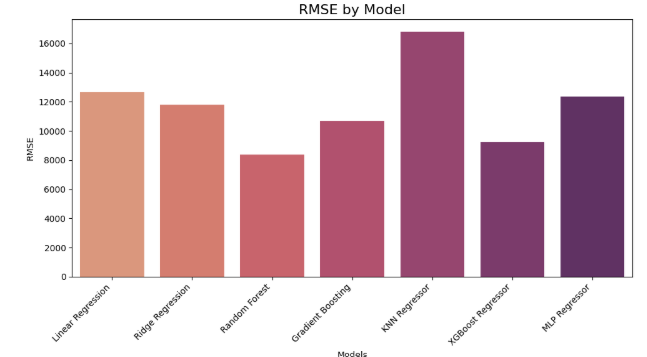 RMSE by Model
16000
14000
12000
10000
8000
6000
4000
2000
0
RMSE
Linear Regression
Ridge Regression
Random Forest
Gradient Boosting
KNN Regressor
XGBoost Regressor
MLP Regressor
Models